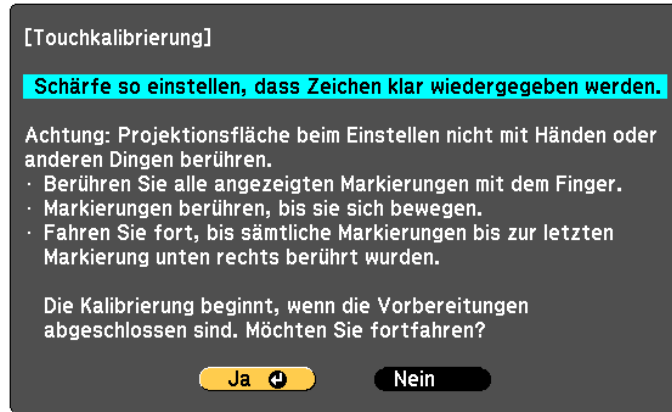 [Touchkalibrierung]
Schärfe so einstellen, dass Zeichen klar wiedergegeben werden.
Achtung: Projektionsfläche beim Einstellen nicht mit Händen oder
anderen Dingen berühren.
· Berühren Sie alle angezeigten Markierungen mit dem Finger.
· Markierungen berühren, bis sie sich bewegen.
· Fahren Sie fort, bis sämtliche Markierungen bis zur letzten
Markierung unten rechts berührt wurden.
Die Kalibrierung beginnt, wenn die Vorbereitungen
abgeschlossen sind. Möchten Sie fortfahren?
Ja Nein